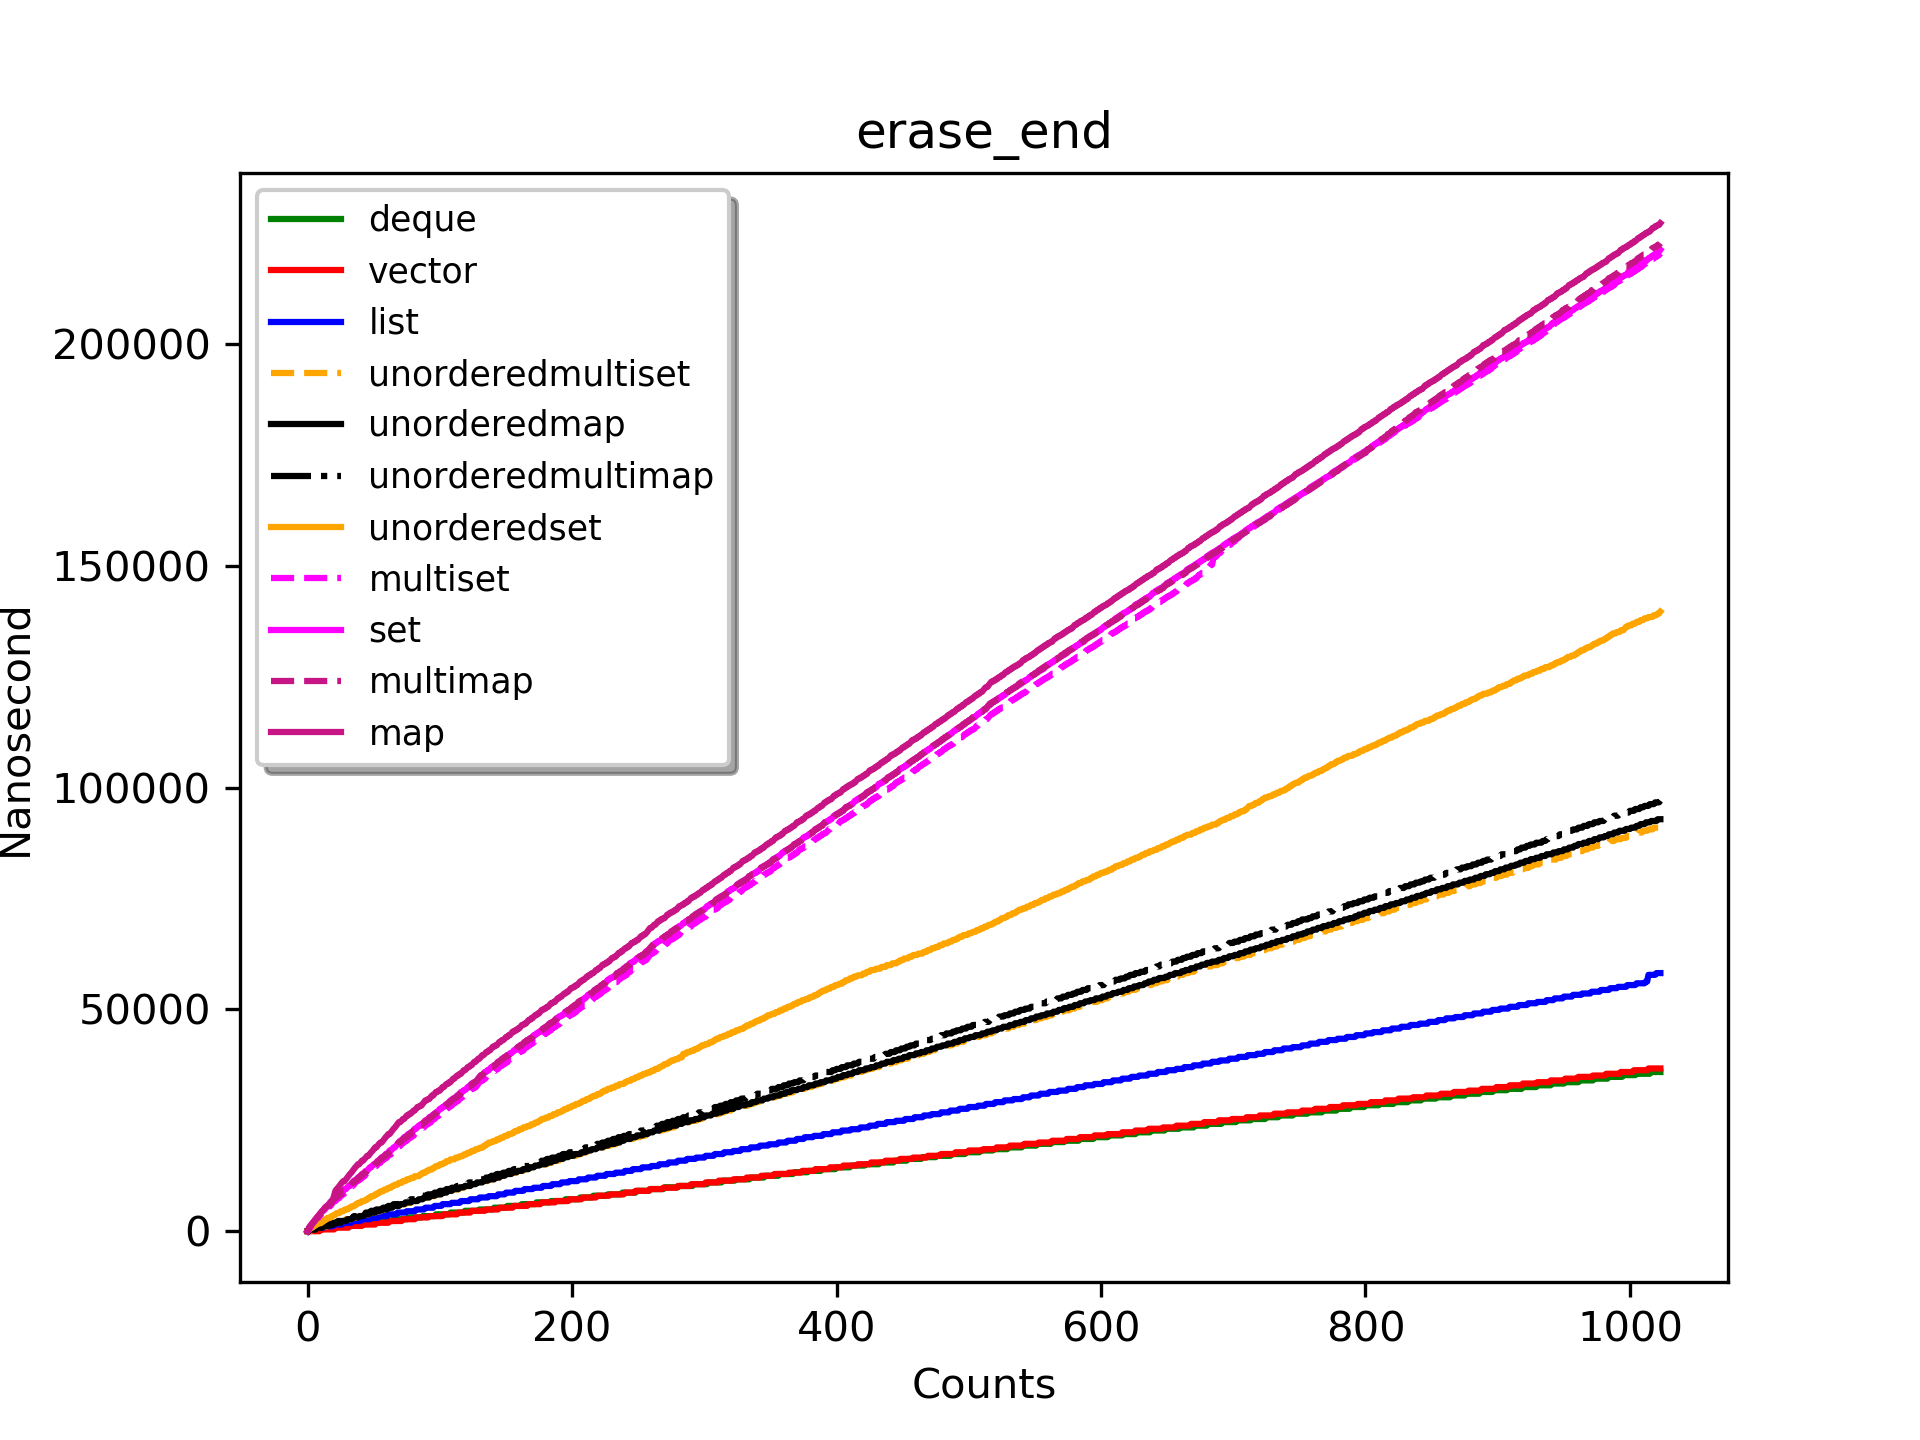 erase_end
deque
vector
list
unorderedmultiset
unorderedmap
unorderedmultimap
unorderedset
multiset
set
multimap
map
200000
150000
100000
50000
0
Nanosecond
0 200 400 600 800 1000
Counts